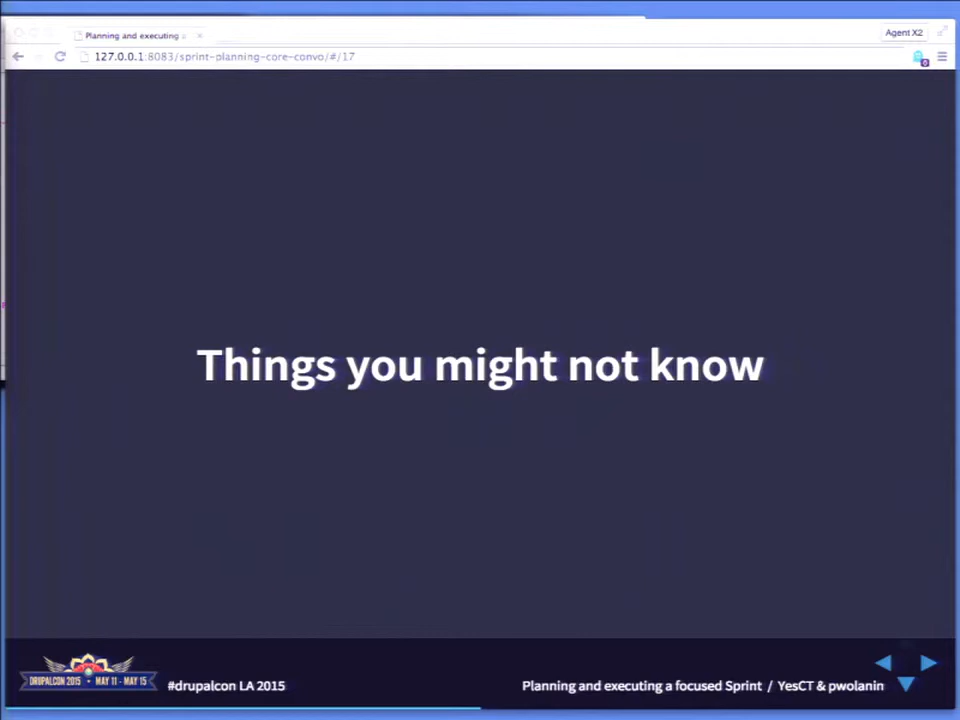 Planning and executing a
Agent X2
127.0.0.1:8083/sprint-planning-core-convo/#/17
Things you might not know
DRUPALCON 2015 • MAY 11 - MAY 15
#drupalcon LA 2015
Planning and executing a focused Sprint / YesCT & pwolanin